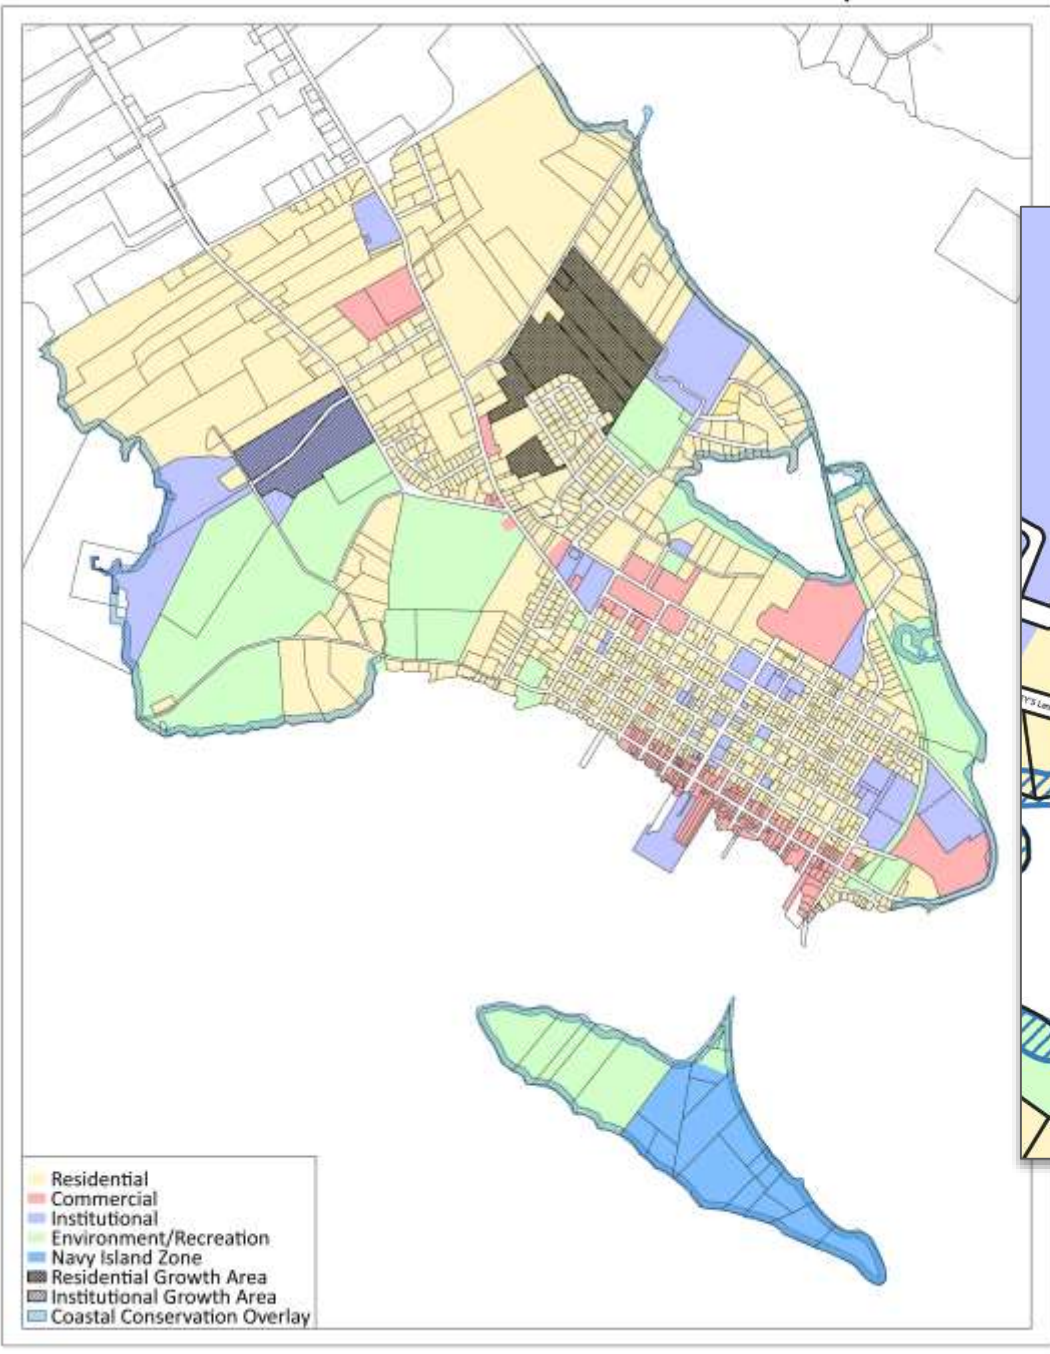 Residential
Commercial
Institutional
Environment/Recreation
Navy Island Zone
Residential Growth Area
Institutional Growth Area
Coastal Conservation Overlay